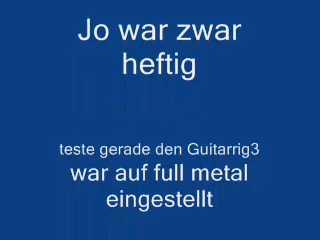 Jo war zwar
heftig
teste gerade den Guitarrig3
war auf full metal
eingestellt